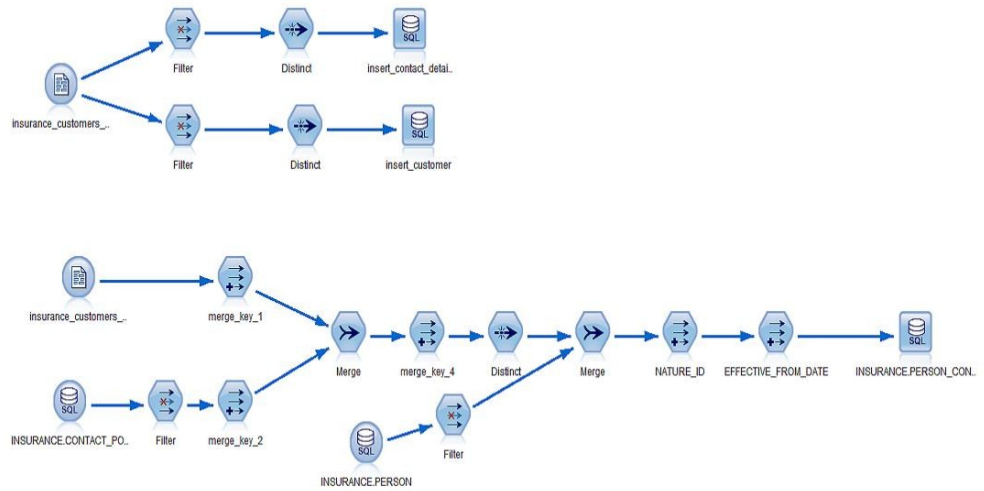 SQL
Filter
Distinct
insert_contact_detai..
insurance_customers_..
SQL
Filter
Distinct
insert_customer
insurance_customers_..
merge_key_1
SQL
Merge
merge_key_4
Distinct
Merge
NATURE_ID
EFFECTIVE_FROM_DATE
INSURANCE.PERSON_CON..
SQL
INSURANCE.CONTACT_PO..
Filter
merge_key_2
SQL
Filter
INSURANCE.PERSON